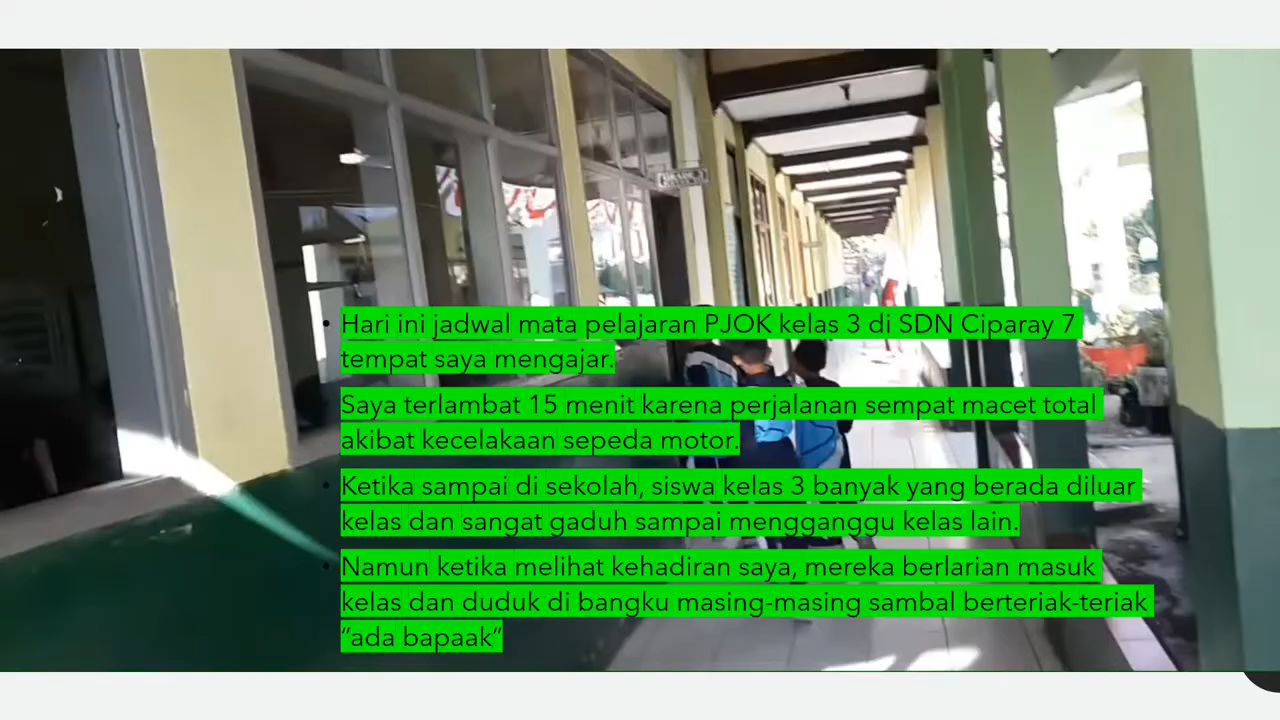 • Hari ini jadwal mata pelajaran PJOK kelas 3 di SDN Ciparay 7
tempat saya mengajar.
Saya terlambat 15 menit karena perjalanan sempat macet total
akibat kecelakaan sepeda motor.
• Ketika sampai di sekolah, siswa kelas 3 banyak yang berada diluar
kelas dan sangat gaduh sampai mengganggu kelas lain.
• Namun ketika melihat kehadiran saya, mereka berlarian masuk
kelas dan duduk di bangku masing-masing sambal berteriak-teriak
”ada bapaak”